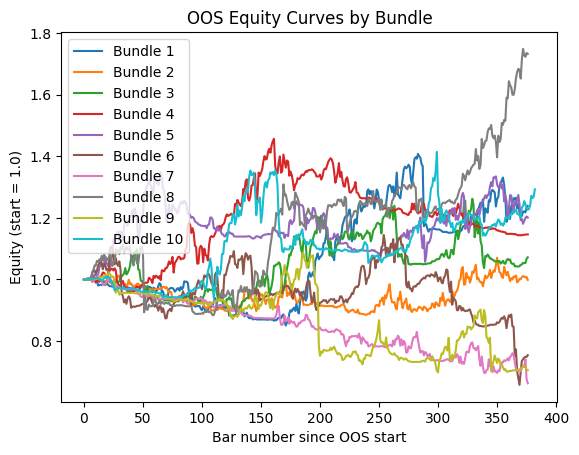 OOS Equity Curves by Bundle
Equity (start = 1.0)
1.8
1.6
1.4
1.2
1.0
0.8
Bundle 1
Bundle 2
Bundle 3
Bundle 4
Bundle 5
Bundle 6
Bundle 7
Bundle 8
Bundle 9
Bundle 10
0 50 100 150 200 250 300 350 400
Bar number since OOS start